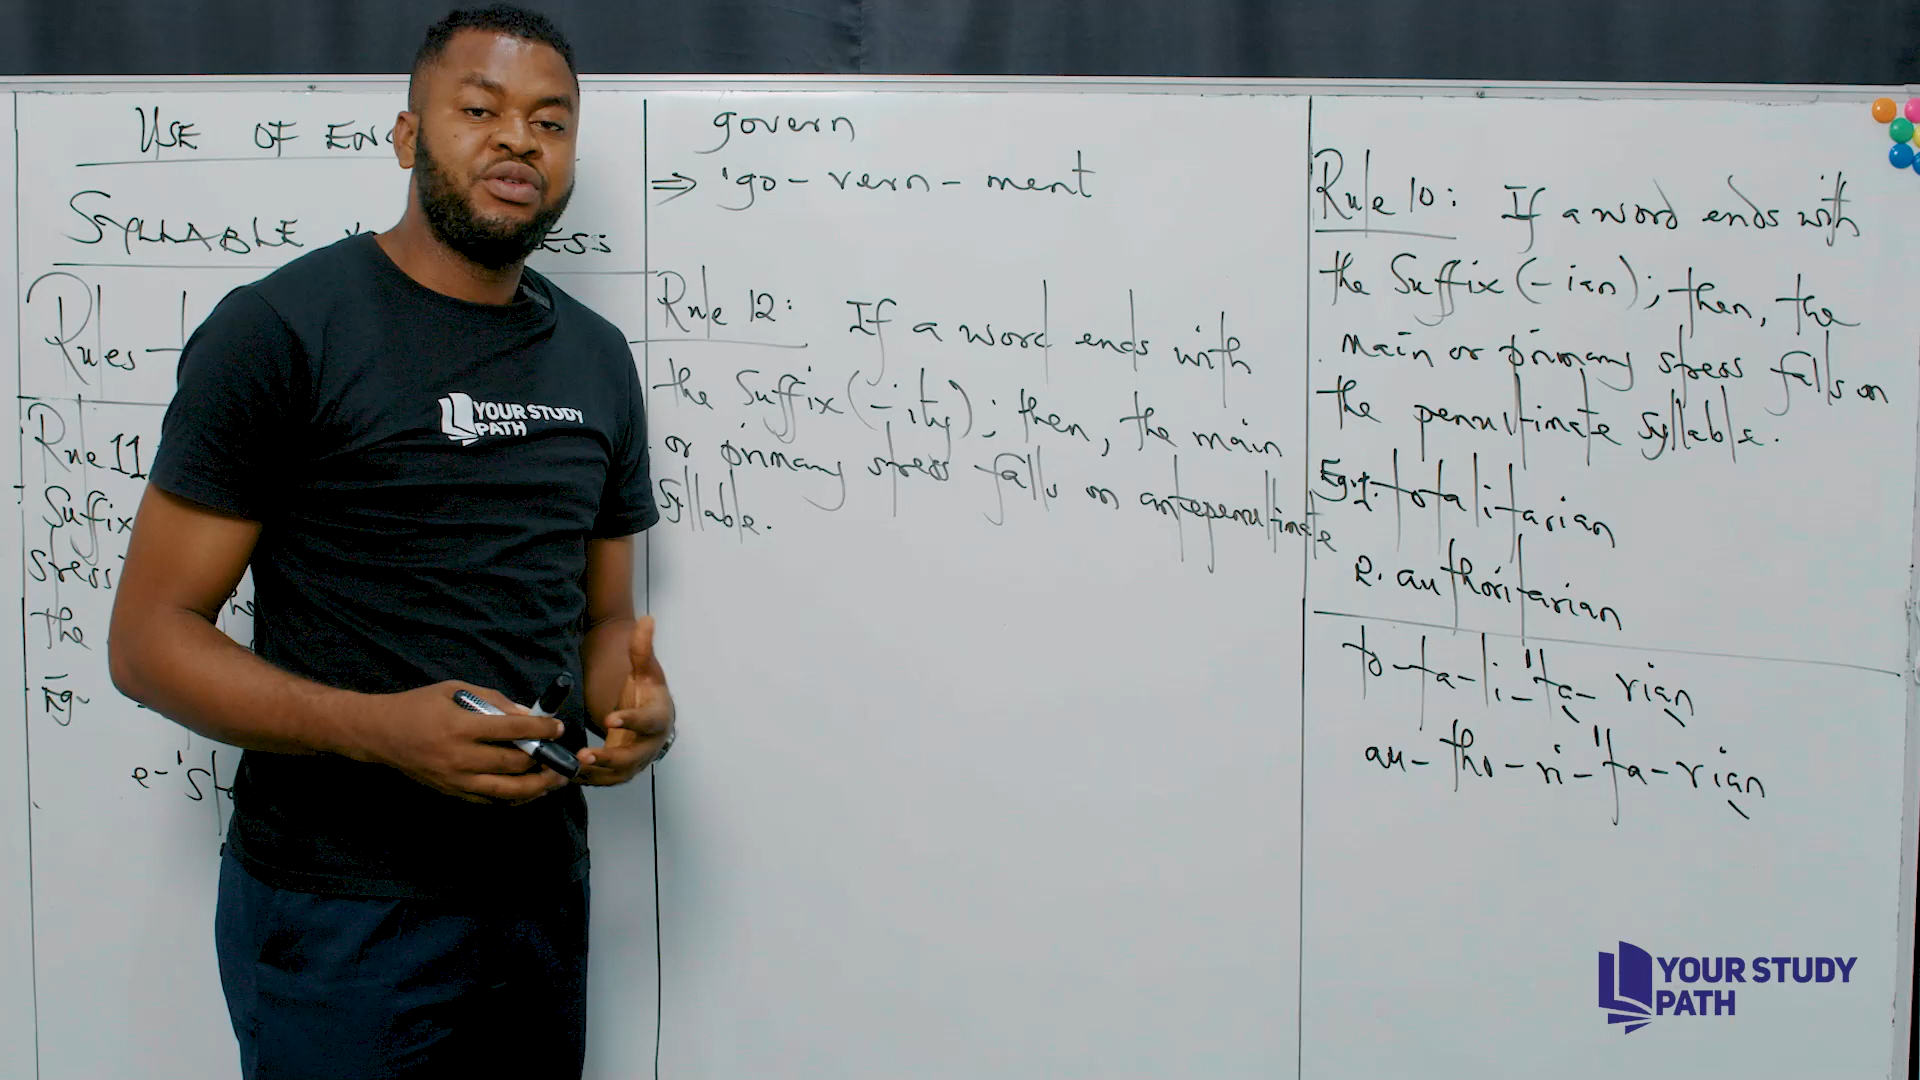 USE OF ENG
SYLLABLE ESS
Rules
Rule 11
Suffix
stress
the
Eg
e-'st
govern
⇒ 'go-vern-ment
Rule 12: If a word ends with
the Suffix (-ity); then, the main
or primary stress falls on antepenultimate
Syllable.
Rule 10: If a word ends with
the Suffix (-ian); then, the
main or primary stress falls on
the penultimate syllable.
Eg. 1. totalitarian
2. authoritarian
to-ta-li-"ta-rian
au-tho-ri-"ta-rian
YOUR STUDY
PATH
YOUR STUDY
PATH